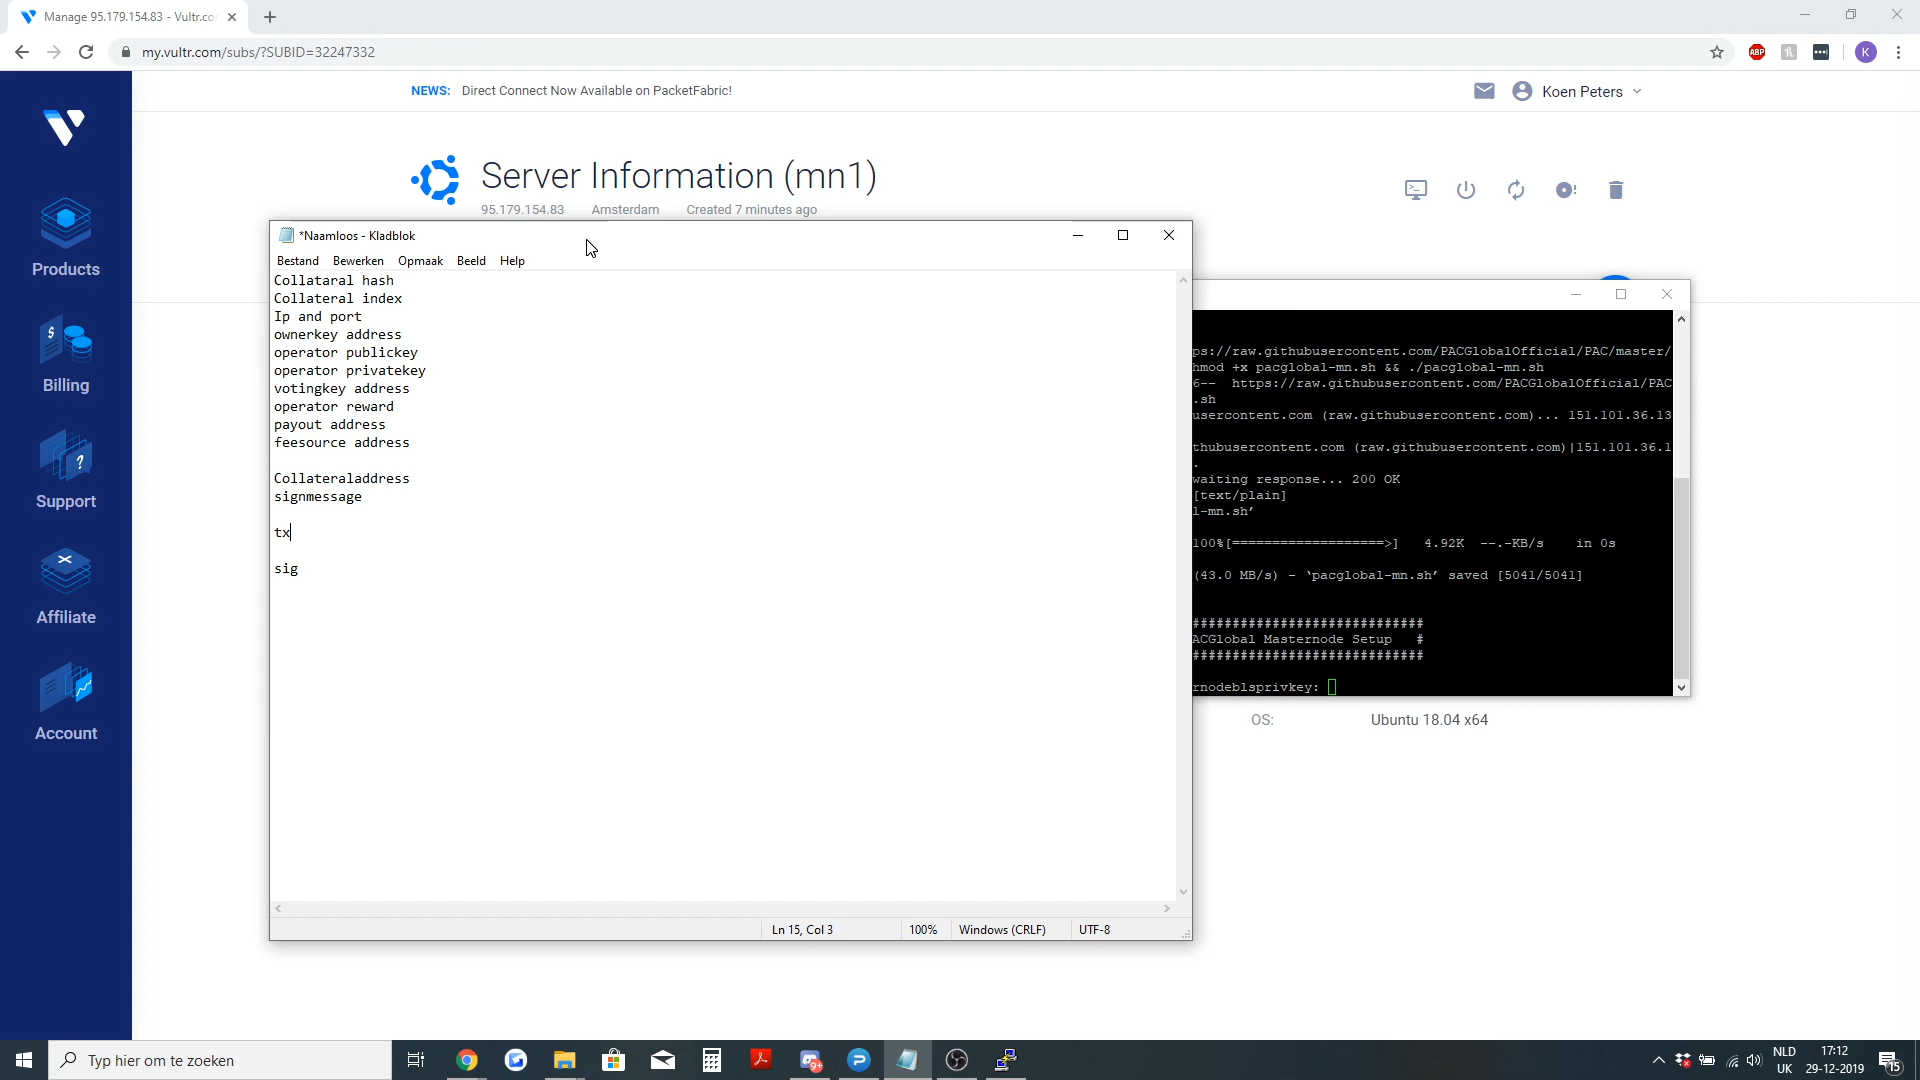 Manage 95.179.154.83 - Vultr.co
my.vultr.com/subs/?SUBID=32247332
ABP
K
NEWS: Direct Connect Now Available on PacketFabric!
Koen Peters
Server Information (mn1)
95.179.154.83 Amsterdam Created 7 minutes ago
Products
Billing
Support
Affiliate
Account
*Naamloos - Kladblok
Bestand Bewerken Opmaak Beeld Help
Collataral hash
Collateral index
Ip and port
ownerkey address
operator publickey
operator privatekey
votingkey address
operator reward
payout address
feesource address
Collateraladdress
signmessage
tx
sig
Ln 15, Col 3 100% Windows (CRLF) UTF-8
ps://raw.githubusercontent.com/PACGlobalOfficial/PAC/master/
hmod +x pacglobal-mn.sh && ./pacglobal-mn.sh
6-- https://raw.githubusercontent.com/PACGlobalOfficial/PAC
.sh
usercontent.com (raw.githubusercontent.com)... 151.101.36.13
thubusercontent.com (raw.githubusercontent.com)|151.101.36.1
.
waiting response... 200 OK
[text/plain]
l-mn.sh’
100%[===================>] 4.92K --.-KB/s in 0s
(43.0 MB/s) - ‘pacglobal-mn.sh’ saved [5041/5041]
#############################
ACGlobal Masternode Setup #
#############################
rnodeblsprivkey:
OS: Ubuntu 18.04 x64
Typ hier om te zoeken
9+
NLD
UK
17:12
29-12-2019
15